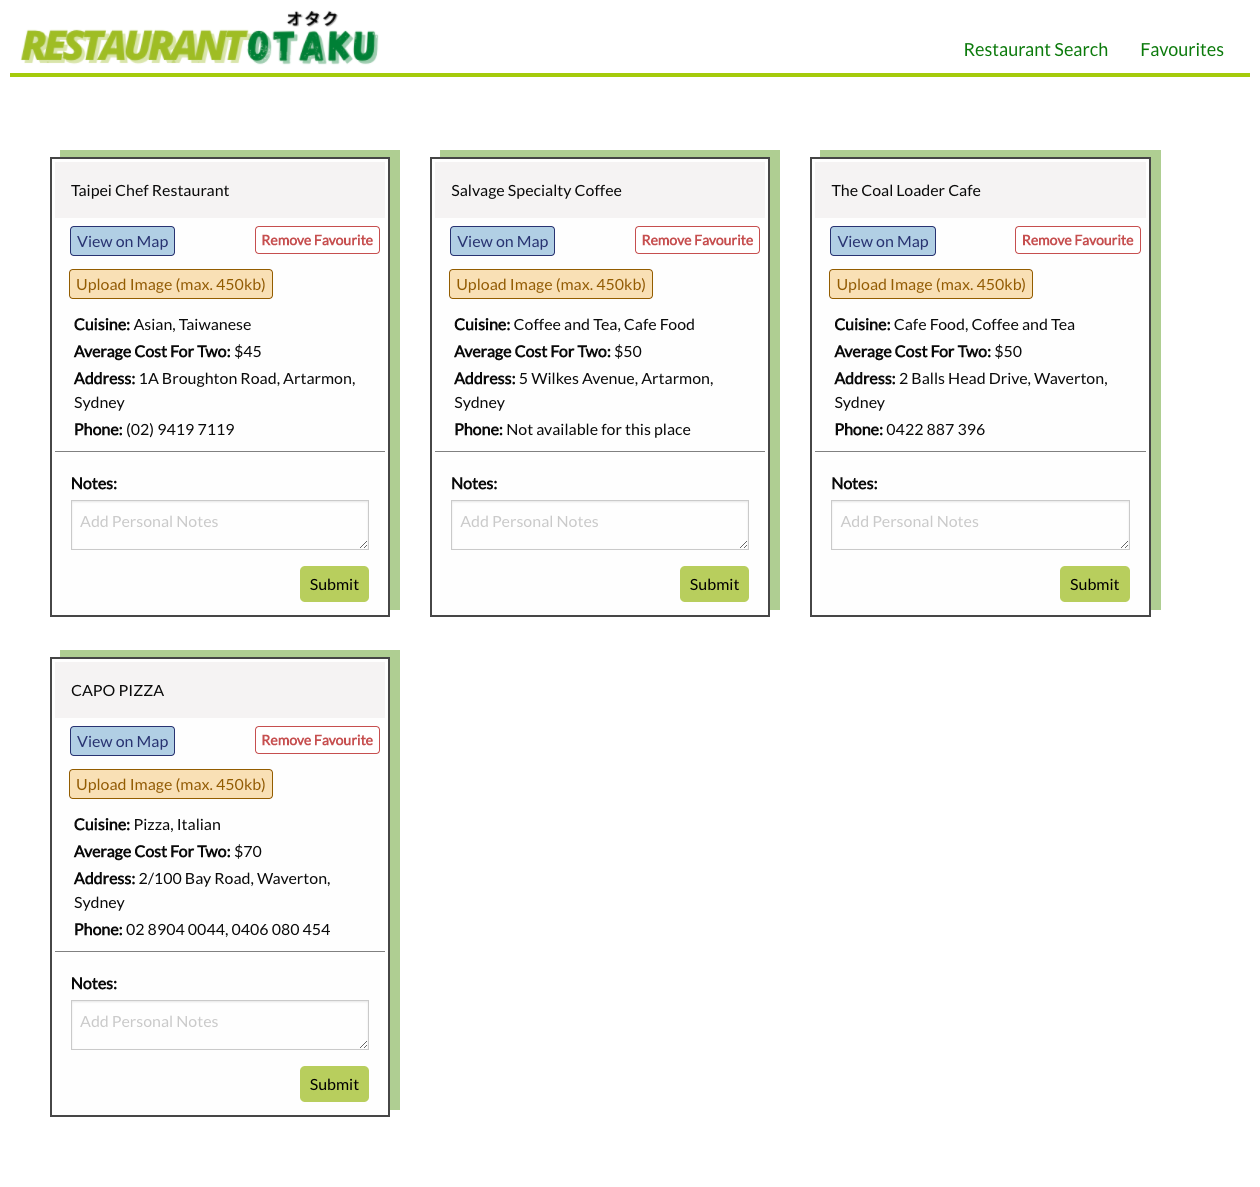 オタク
RESTAURANTOTAKU
Restaurant Search
Favourites
Taipei Chef Restaurant
View on Map
Remove Favourite
Upload Image (max. 450kb)
Cuisine: Asian, Taiwanese
Average Cost For Two: $45
Address: 1A Broughton Road, Artarmon,
Sydney
Phone: (02) 9419 7119
Notes:
Add Personal Notes
Submit
Salvage Specialty Coffee
View on Map
Remove Favourite
Upload Image (max. 450kb)
Cuisine: Coffee and Tea, Cafe Food
Average Cost For Two: $50
Address: 5 Wilkes Avenue, Artarmon,
Sydney
Phone: Not available for this place
Notes:
Add Personal Notes
Submit
The Coal Loader Cafe
View on Map
Remove Favourite
Upload Image (max. 450kb)
Cuisine: Cafe Food, Coffee and Tea
Average Cost For Two: $50
Address: 2 Balls Head Drive, Waverton,
Sydney
Phone: 0422 887 396
Notes:
Add Personal Notes
Submit
CAPO PIZZA
View on Map
Remove Favourite
Upload Image (max. 450kb)
Cuisine: Pizza, Italian
Average Cost For Two: $70
Address: 2/100 Bay Road, Waverton,
Sydney
Phone: 02 8904 0044, 0406 080 454
Notes:
Add Personal Notes
Submit